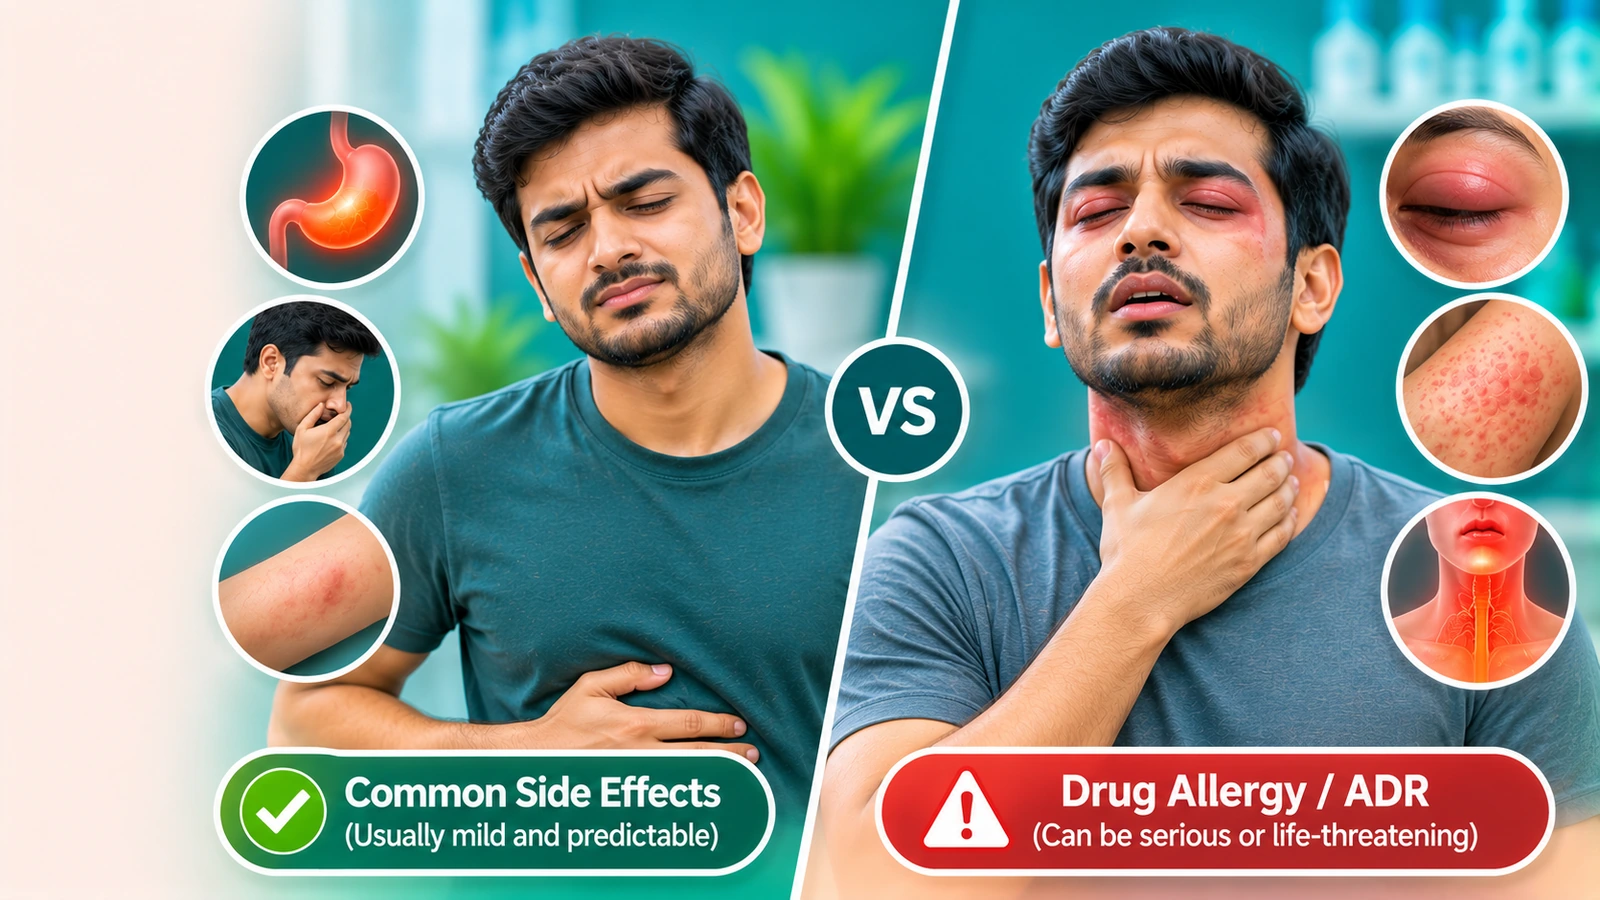 VS
Common Side Effects
(Usually mild and predictable)
Drug Allergy / ADR
(Can be serious or life-threatening)